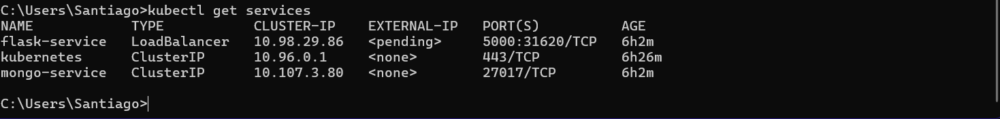 C:\Users\Santiago>kubectl get services
NAME            TYPE           CLUSTER-IP     EXTERNAL-IP   PORT(S)          AGE
flask-service   LoadBalancer   10.98.29.86    <pending>     5000:31620/TCP   6h2m
kubernetes      ClusterIP      10.96.0.1      <none>        443/TCP          6h26m
mongo-service   ClusterIP      10.107.3.80    <none>        27017/TCP        6h2m
C:\Users\Santiago>